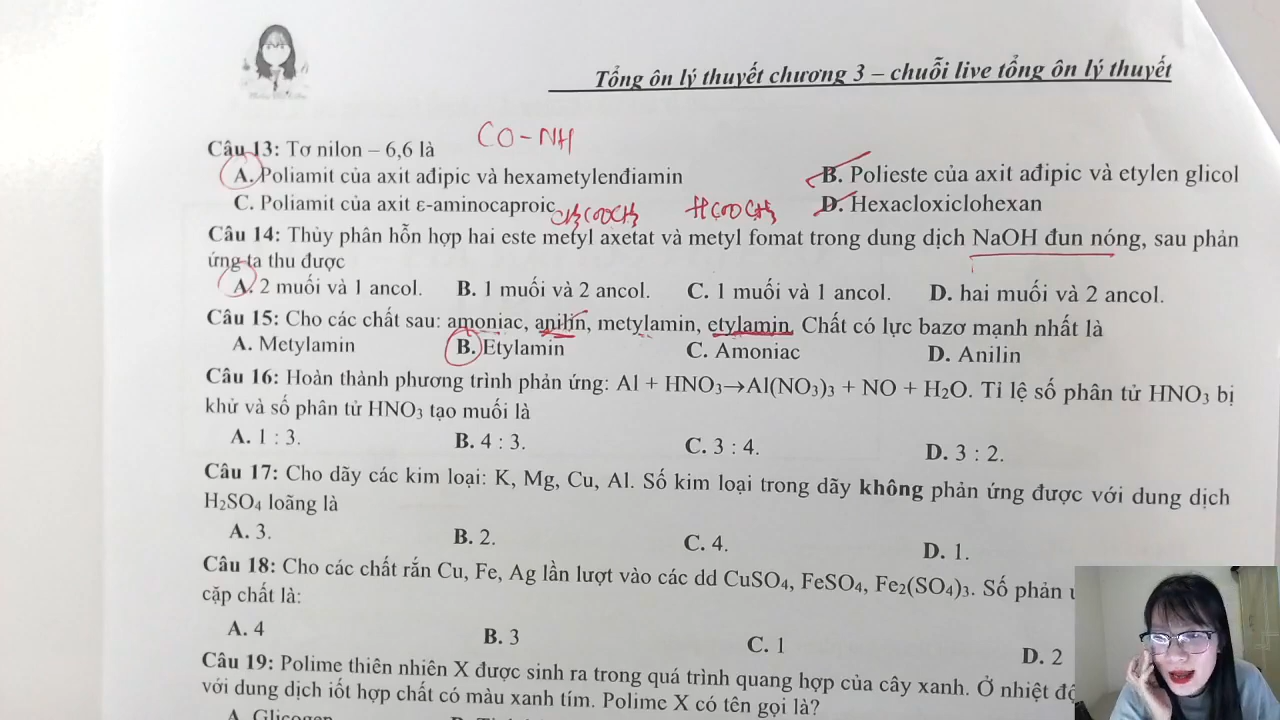 Tổng ôn lý thuyết chương 3 – chuỗi live tổng ôn lý thuyết
CO-NH
Câu 13: Tơ nilon – 6,6 là
A. Poliamit của axit ađipic và hexametylenđiamin B. Polieste của axit ađipic và etylen glicol
C. Poliamit của axit ε-aminocaproic D. Hexacloxiclohexan
CH3COOCH3 HCOOCH3
Câu 14: Thủy phân hỗn hợp hai este metyl axetat và metyl fomat trong dung dịch NaOH đun nóng, sau phản
ứng ta thu được
A. 2 muối và 1 ancol. B. 1 muối và 2 ancol. C. 1 muối và 1 ancol. D. hai muối và 2 ancol.
Câu 15: Cho các chất sau: amoniac, anilin, metylamin, etylamin. Chất có lực bazơ mạnh nhất là
A. Metylamin B. Etylamin C. Amoniac D. Anilin
Câu 16: Hoàn thành phương trình phản ứng: Al + HNO3→Al(NO3)3 + NO + H2O. Tỉ lệ số phân tử HNO3 bị
khử và số phân tử HNO3 tạo muối là
A. 1 : 3. B. 4 : 3. C. 3 : 4. D. 3 : 2.
Câu 17: Cho dãy các kim loại: K, Mg, Cu, Al. Số kim loại trong dãy không phản ứng được với dung dịch
H2SO4 loãng là
A. 3. B. 2. C. 4. D. 1.
Câu 18: Cho các chất rắn Cu, Fe, Ag lần lượt vào các dd CuSO4, FeSO4, Fe2(SO4)3. Số phản
cặp chất là:
A. 4 B. 3 C. 1 D. 2
Câu 19: Polime thiên nhiên X được sinh ra trong quá trình quang hợp của cây xanh. Ở nhiệt độ
với dung dịch iốt hợp chất có màu xanh tím. Polime X có tên gọi là?
A. Glicogen